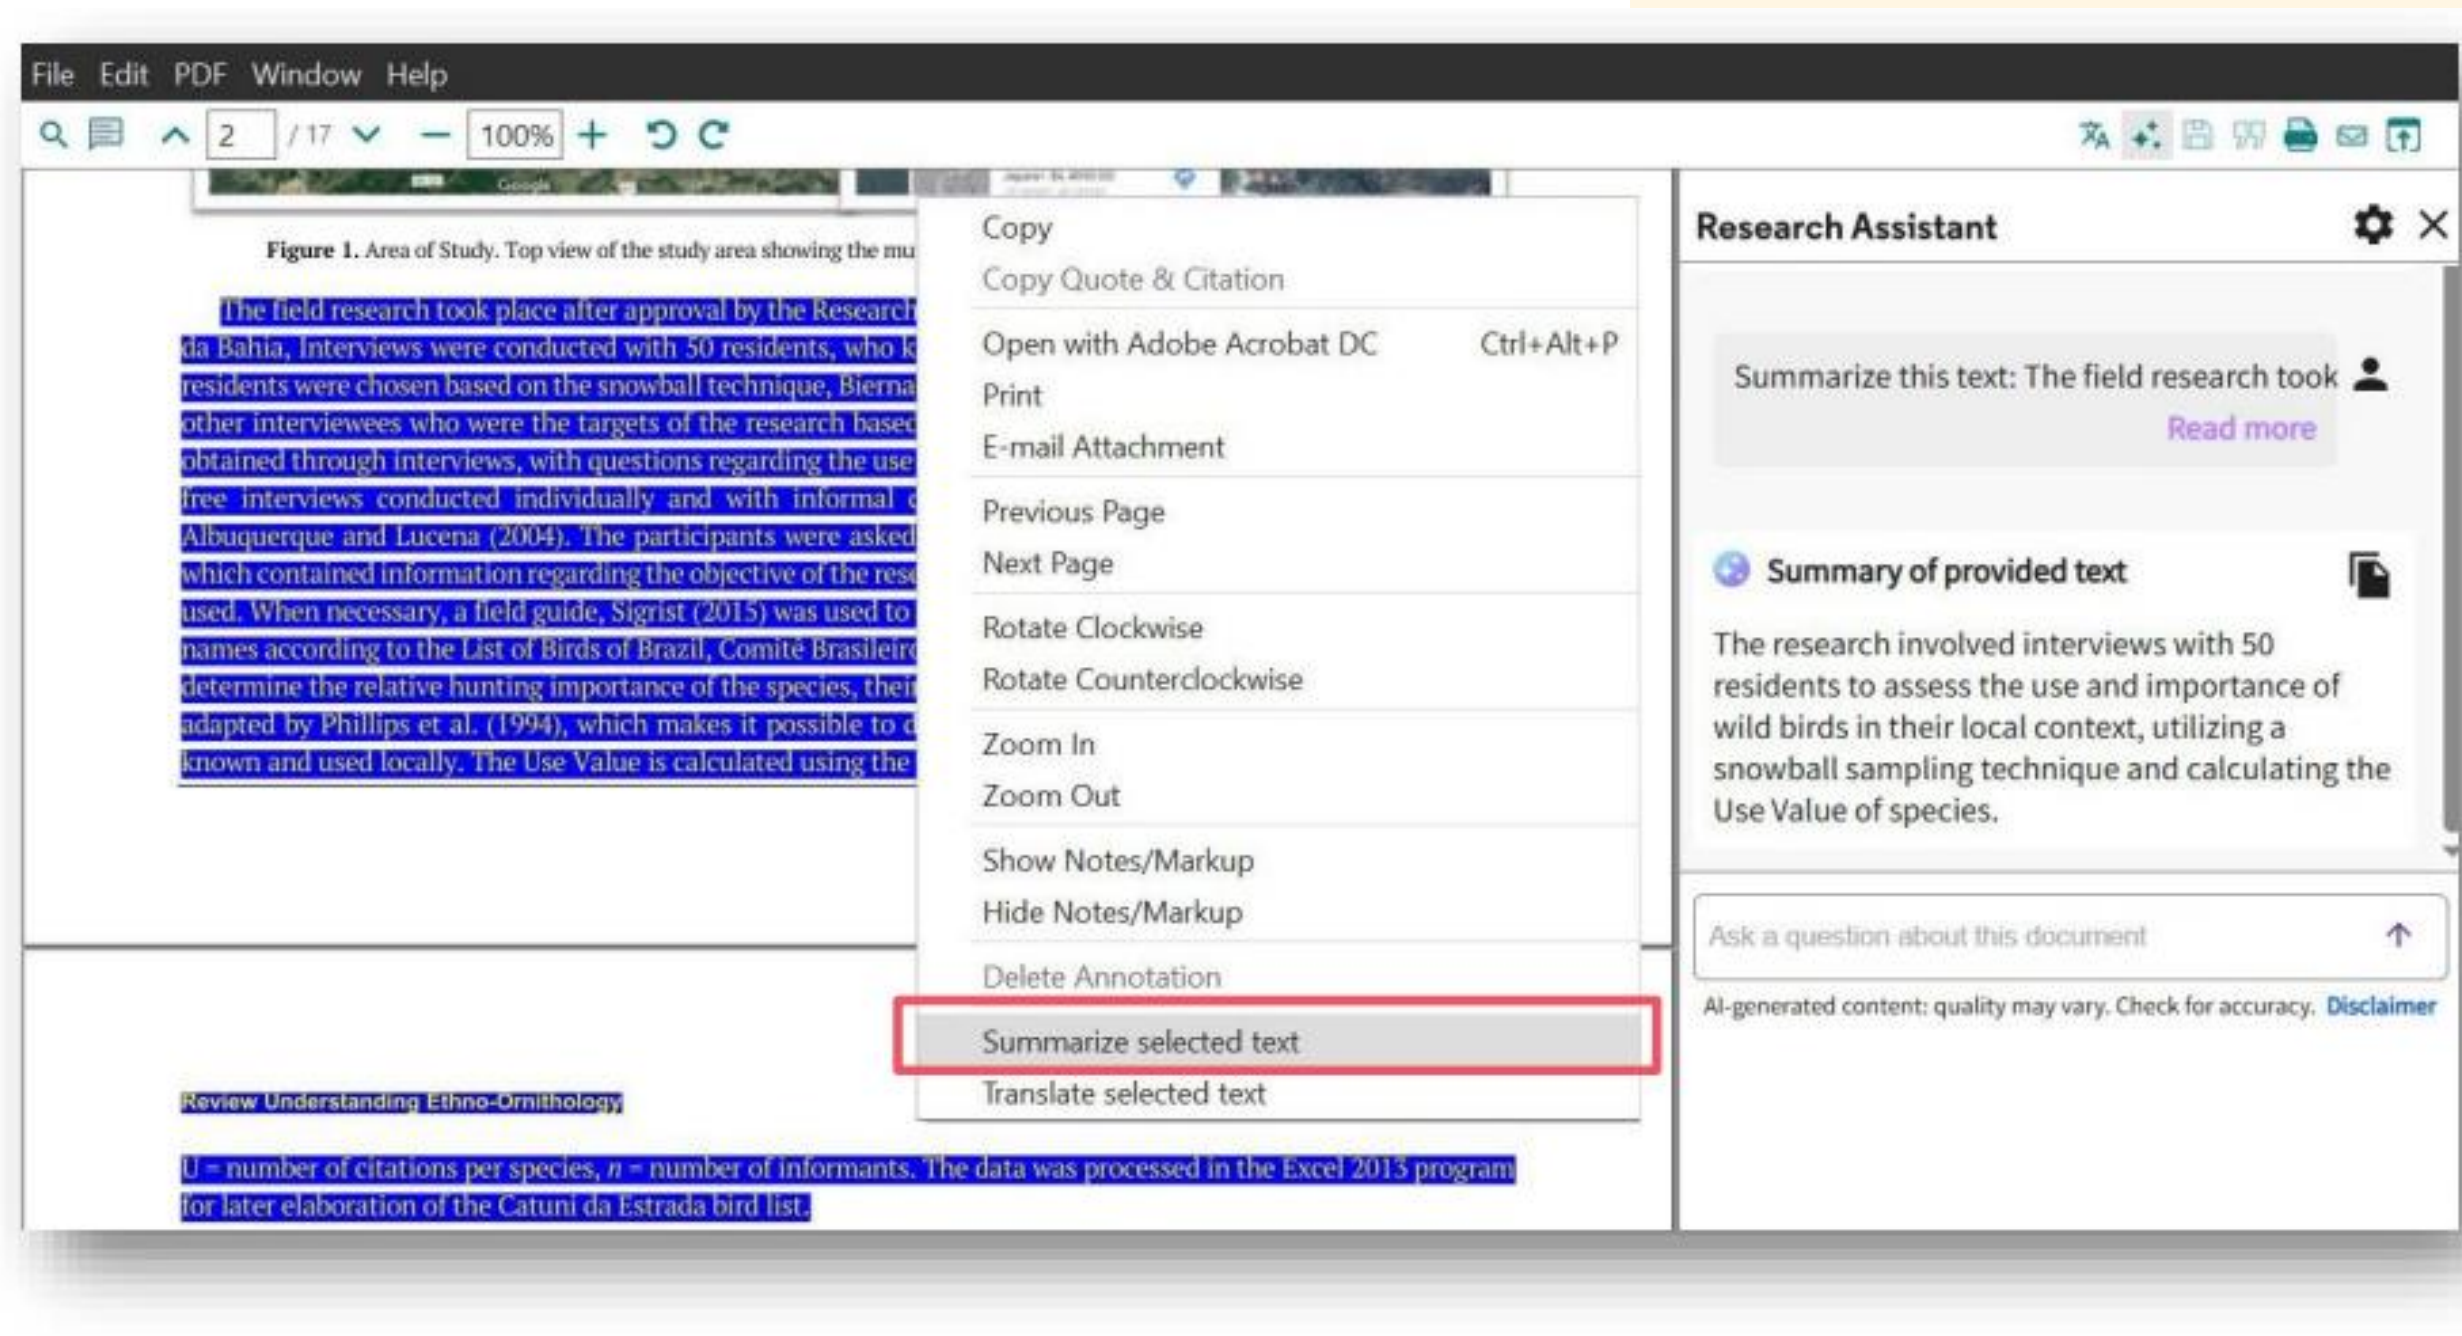 File Edit PDF Window Help
2 / 17 100%
Google
Figure 1. Area of Study. Top view of the study area showing the mu
The field research took place after approval by the Research
da Bahia, Interviews were conducted with 50 residents, who k
residents were chosen based on the snowball technique, Bierna
other interviewees who were the targets of the research based
obtained through interviews, with questions regarding the use
free interviews conducted individually and with informal c
Albuquerque and Lucena (2004). The participants were asked
which contained information regarding the objective of the rese
used. When necessary, a field guide, Sigrist (2015) was used to
names according to the List of Birds of Brazil, Comitê Brasileiro
determine the relative hunting importance of the species, their
adapted by Phillips et al. (1994), which makes it possible to d
known and used locally. The Use Value is calculated using the
Review Understanding Ethno-Ornithology
U = number of citations per species, n = number of informants. The data was processed in the Excel 2013 program
for later elaboration of the Catuni da Estrada bird list.
Copy
Copy Quote & Citation
Open with Adobe Acrobat DC Ctrl+Alt+P
Print
E-mail Attachment
Previous Page
Next Page
Rotate Clockwise
Rotate Counterclockwise
Zoom In
Zoom Out
Show Notes/Markup
Hide Notes/Markup
Delete Annotation
Summarize selected text
Translate selected text
Research Assistant
Summarize this text: The field research took
Read more
Summary of provided text
The research involved interviews with 50
residents to assess the use and importance of
wild birds in their local context, utilizing a
snowball sampling technique and calculating the
Use Value of species.
Ask a question about this document
AI-generated content: quality may vary. Check for accuracy. Disclaimer